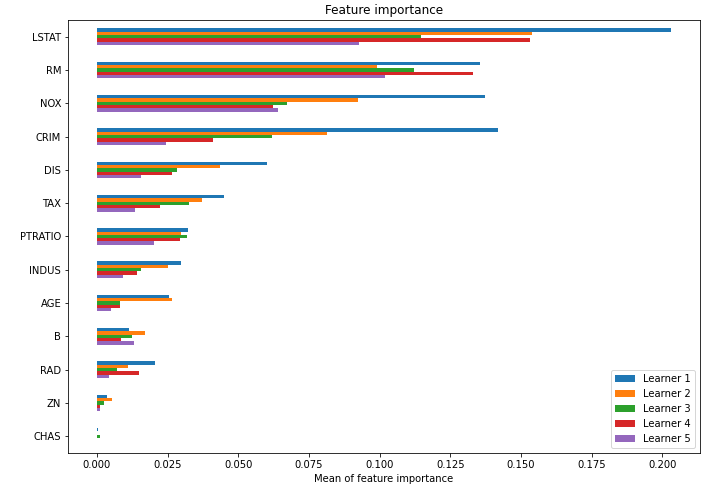 Feature importance
LSTAT
RM
NOX
CRIM
DIS
TAX
PTRATIO
INDUS
AGE
B
RAD
ZN
CHAS
Learner 1
Learner 2
Learner 3
Learner 4
Learner 5
0.000 0.025 0.050 0.075 0.100 0.125 0.150 0.175 0.200
Mean of feature importance